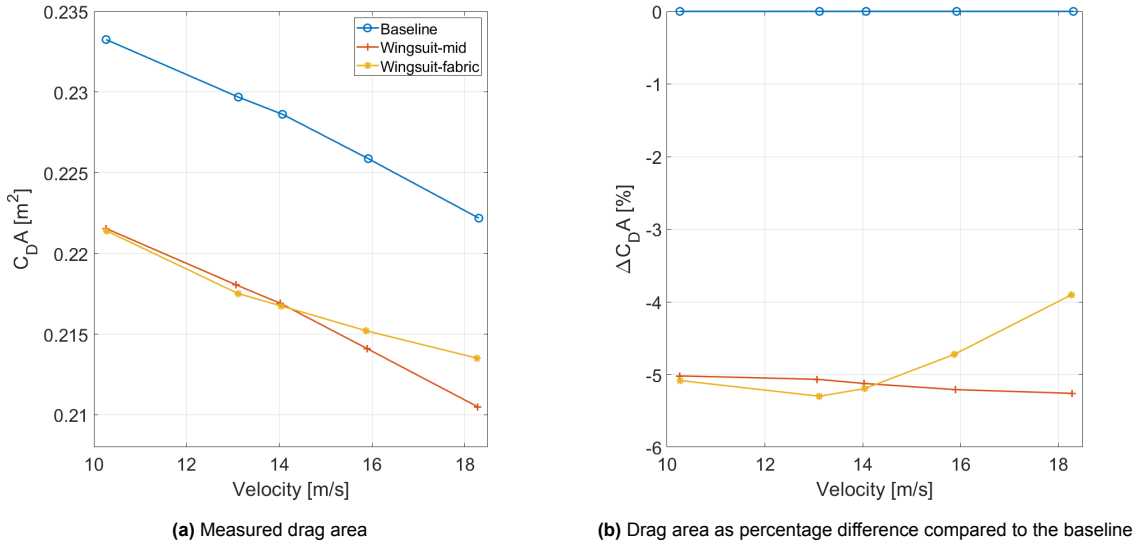 0.235
0.23
0.225
0.22
0.215
0.21
C_DA [m²]
Baseline
Wingsuit-mid
Wingsuit-fabric
10 12 14 16 18
Velocity [m/s]
(a) Measured drag area
0
-1
-2
-3
-4
-5
-6
ΔC_DA [%]
10 12 14 16 18
Velocity [m/s]
(b) Drag area as percentage difference compared to the baseline